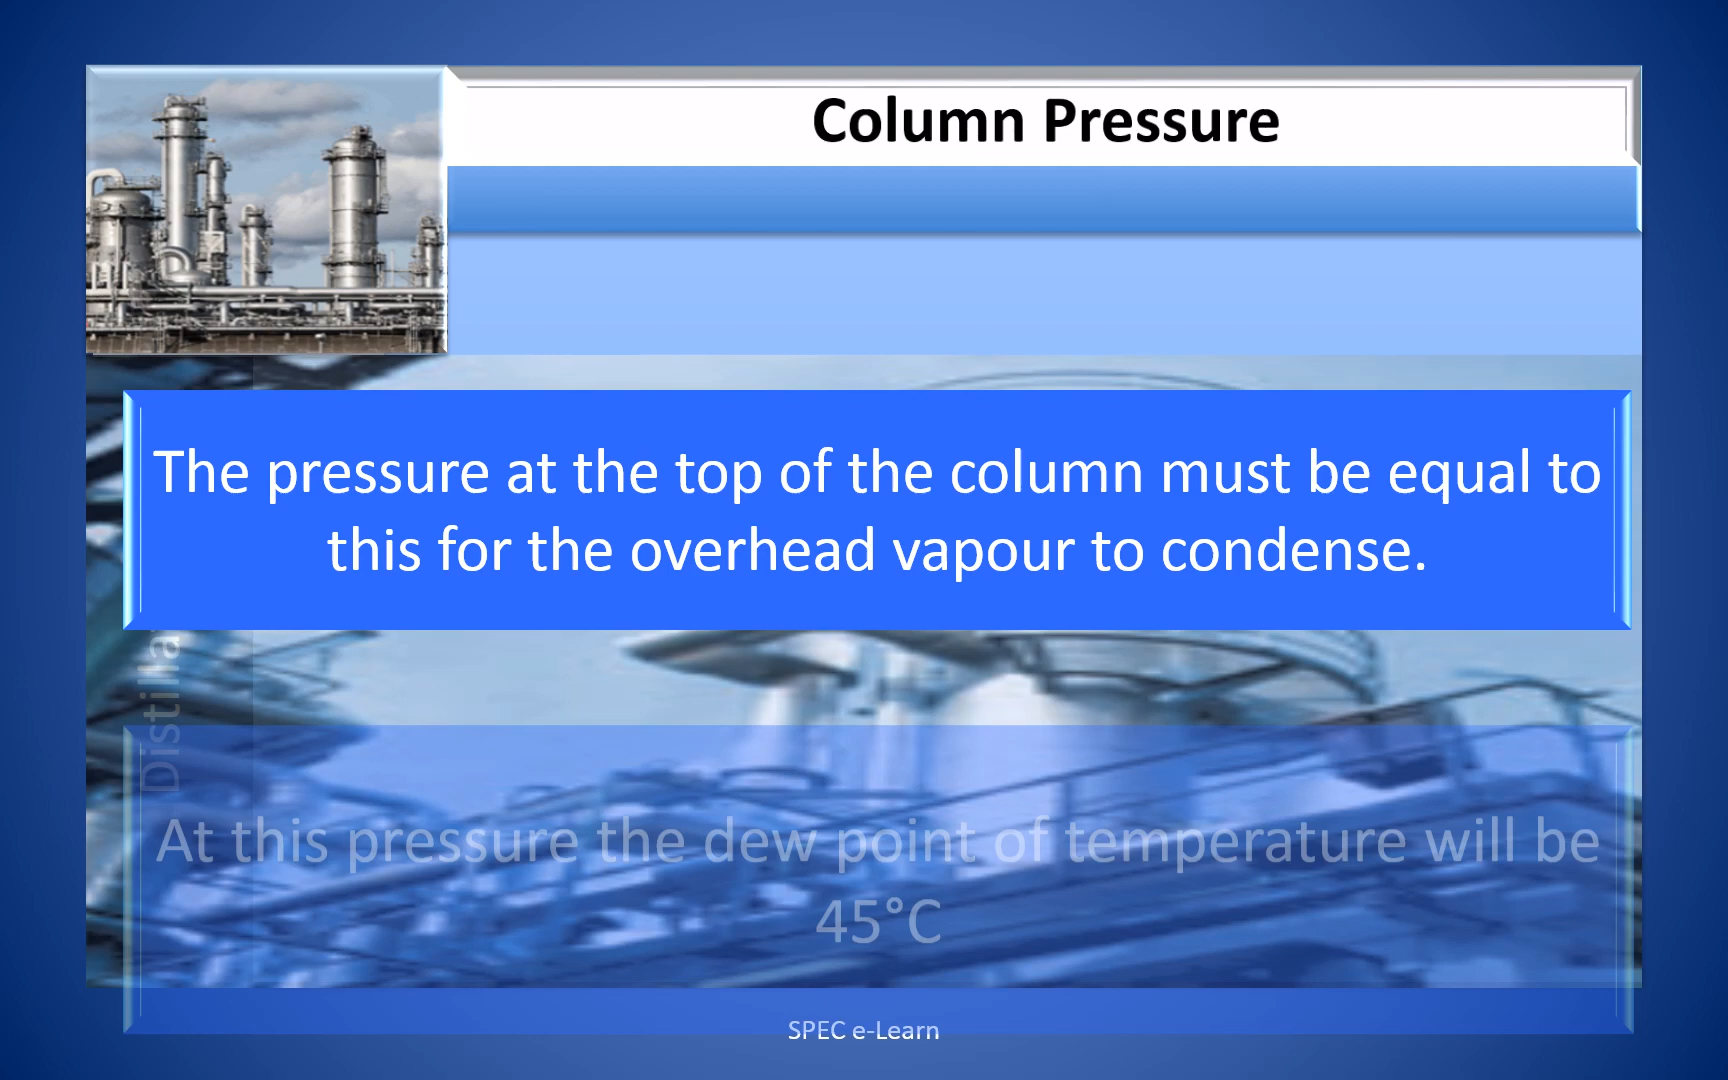 Column Pressure
The pressure at the top of the column must be equal to
this for the overhead vapour to condense.
At this pressure the dew point of temperature will be
45°C
SPEC e-Learn